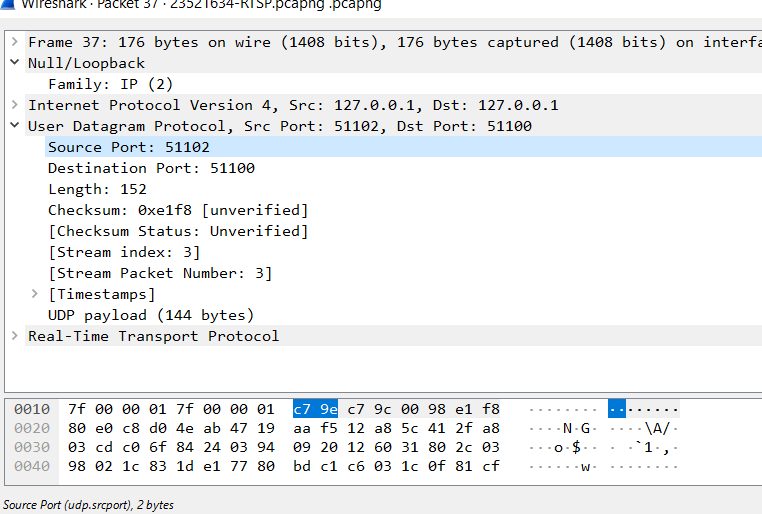 Wireshark · Packet 37 · 23521634-RTSP.pcapng .pcapng
Frame 37: 176 bytes on wire (1408 bits), 176 bytes captured (1408 bits) on interfa
Null/Loopback
Family: IP (2)
Internet Protocol Version 4, Src: 127.0.0.1, Dst: 127.0.0.1
User Datagram Protocol, Src Port: 51102, Dst Port: 51100
Source Port: 51102
Destination Port: 51100
Length: 152
Checksum: 0xe1f8 [unverified]
[Checksum Status: Unverified]
[Stream index: 3]
[Stream Packet Number: 3]
[Timestamps]
UDP payload (144 bytes)
Real-Time Transport Protocol
0010 7f 00 00 01 7f 00 00 01 c7 9e c7 9c 00 98 e1 f8 ········ ········
0020 80 e0 c8 d0 4e ab 47 19 aa f5 12 a8 5c 41 2f a8 ····N·G· ····\A/·
0030 03 cd c0 6f 84 24 03 94 09 20 12 60 31 80 2c 03 ···o·$·· · ·`1·,·
0040 98 02 1c 83 1d e1 77 80 bd c1 c6 03 1c 0f 81 cf ······w· ········
Source Port (udp.srcport), 2 bytes